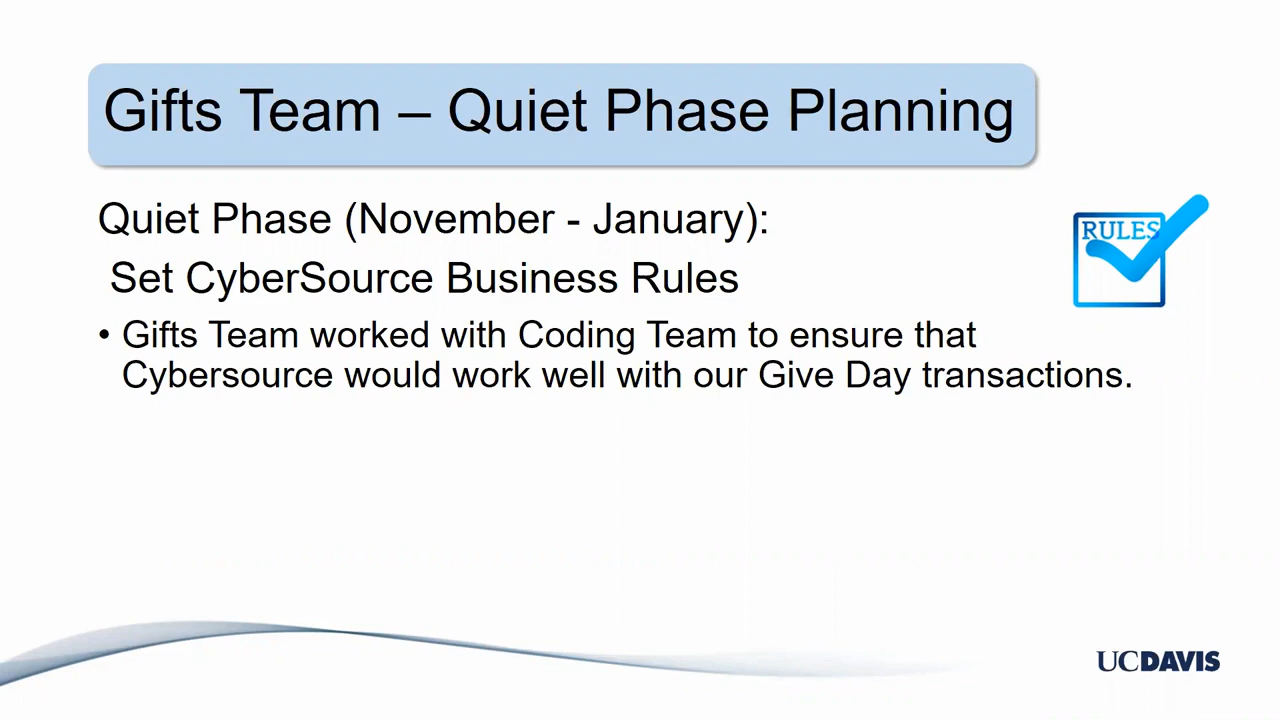 Gifts Team – Quiet Phase Planning
Quiet Phase (November - January):
RULES
Set CyberSource Business Rules
• Gifts Team worked with Coding Team to ensure that
Cybersource would work well with our Give Day transactions.
UCDAVIS